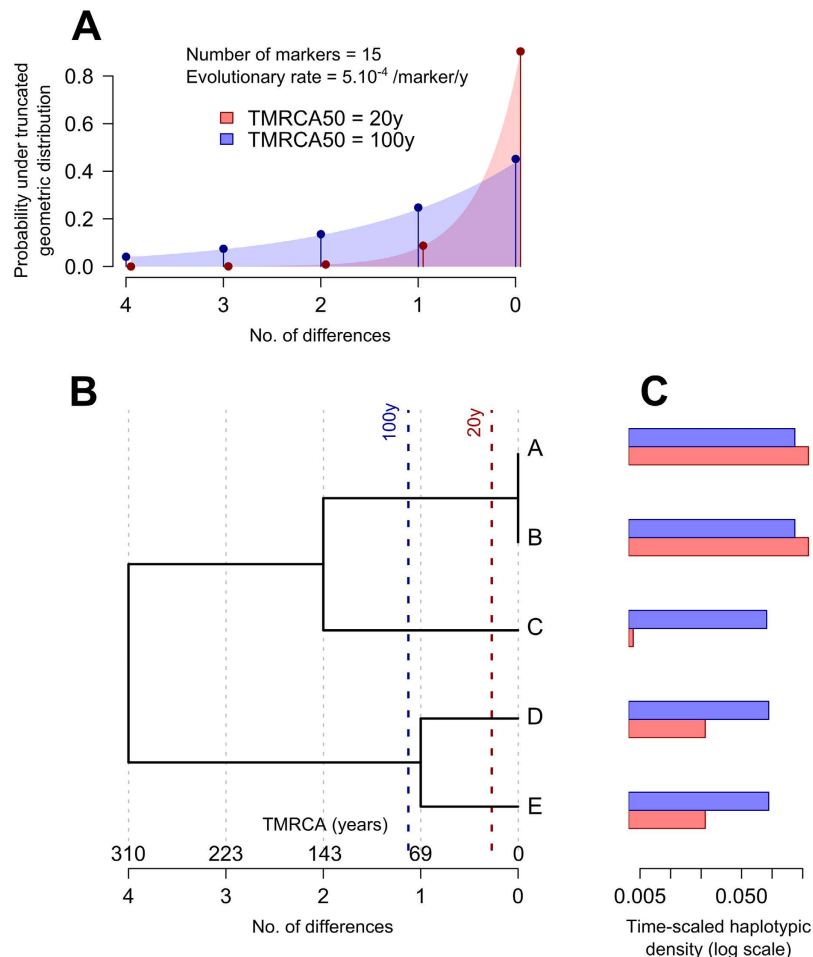 A
Number of markers = 15
Evolutionary rate = 5.10⁻⁴ /marker/y
TMRCA50 = 20y
TMRCA50 = 100y
Probability under truncated
geometric distribution
0.8
0.6
0.4
0.2
0.0
4 3 2 1 0
No. of differences
B
100y
20y
A
B
C
D
E
TMRCA (years)
310 223 143 69 0
4 3 2 1 0
No. of differences
C
0.005 0.050
Time-scaled haplotypic
density (log scale)